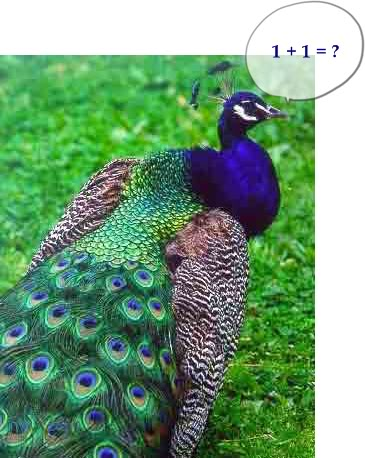 1 + 1 = ?